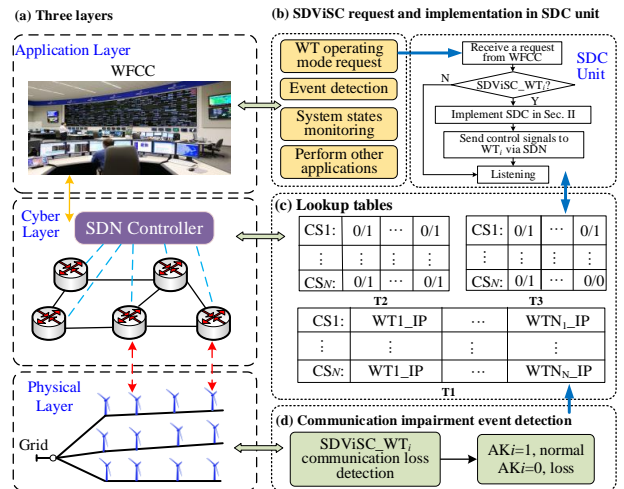 (a) Three layers
Application Layer
WFCC
Cyber
Layer
SDN Controller
Physical
Layer
Grid
(b) SDViSC request and implementation in SDC unit
WT operating
mode request
Event detection
System states
monitoring
Perform other
applications
Receive a request
from WFCC
SDC
Unit
N
SDViSC_WTi?
Y
Implement SDC in Sec. II
Send control signals to
WTi via SDN
Listening
(c) Lookup tables
CS1: 0/1 ··· 0/1
⋮ ⋮ ⋮ ⋮
CSN: 0/1 ··· 0/1
T2
CS1: 0/1 ··· 0/1
⋮ ⋮ ⋮ ⋮
CSN: 0/1 ··· 0/0
T3
CS1: WT1_IP ··· WTN1_IP
⋮ ⋮ ⋮ ⋮
CSN: WT1_IP ··· WTNN_IP
T1
(d) Communication impairment event detection
SDViSC_WTi
communication loss
detection
AKi=1, normal
AKi=0, loss